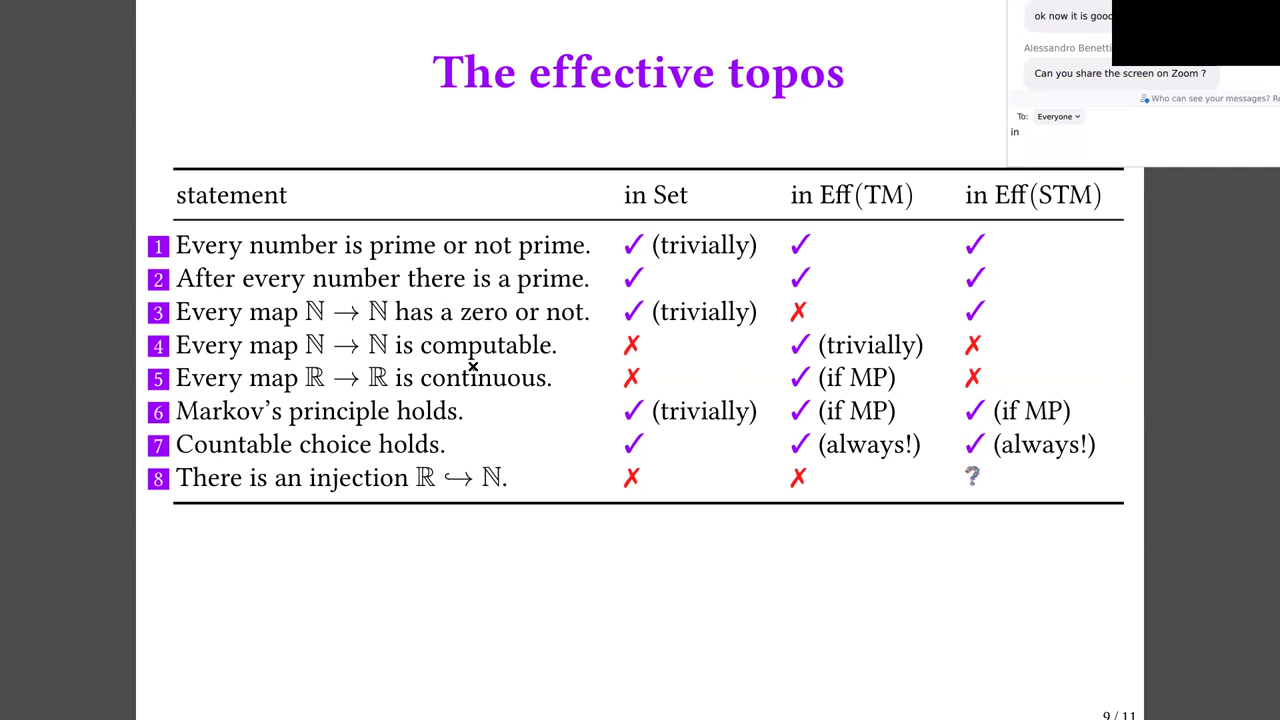 ok now it is good
Alessandro Benetti
Can you share the screen on Zoom ?
Who can see your messages? Re
To: Everyone
in
The effective topos
statement in Set in Eff(TM) in Eff(STM)
1 Every number is prime or not prime. ✓ (trivially) ✓ ✓
2 After every number there is a prime. ✓ ✓ ✓
3 Every map ℕ → ℕ has a zero or not. ✓ (trivially) ✗ ✓
4 Every map ℕ → ℕ is computable. ✗ ✓ (trivially) ✗
5 Every map ℝ → ℝ is continuous. ✗ ✓ (if MP) ✗
6 Markov's principle holds. ✓ (trivially) ✓ (if MP) ✓ (if MP)
7 Countable choice holds. ✓ ✓ (always!) ✓ (always!)
8 There is an injection ℝ ↪ ℕ. ✗ ✗ ?
9 / 11